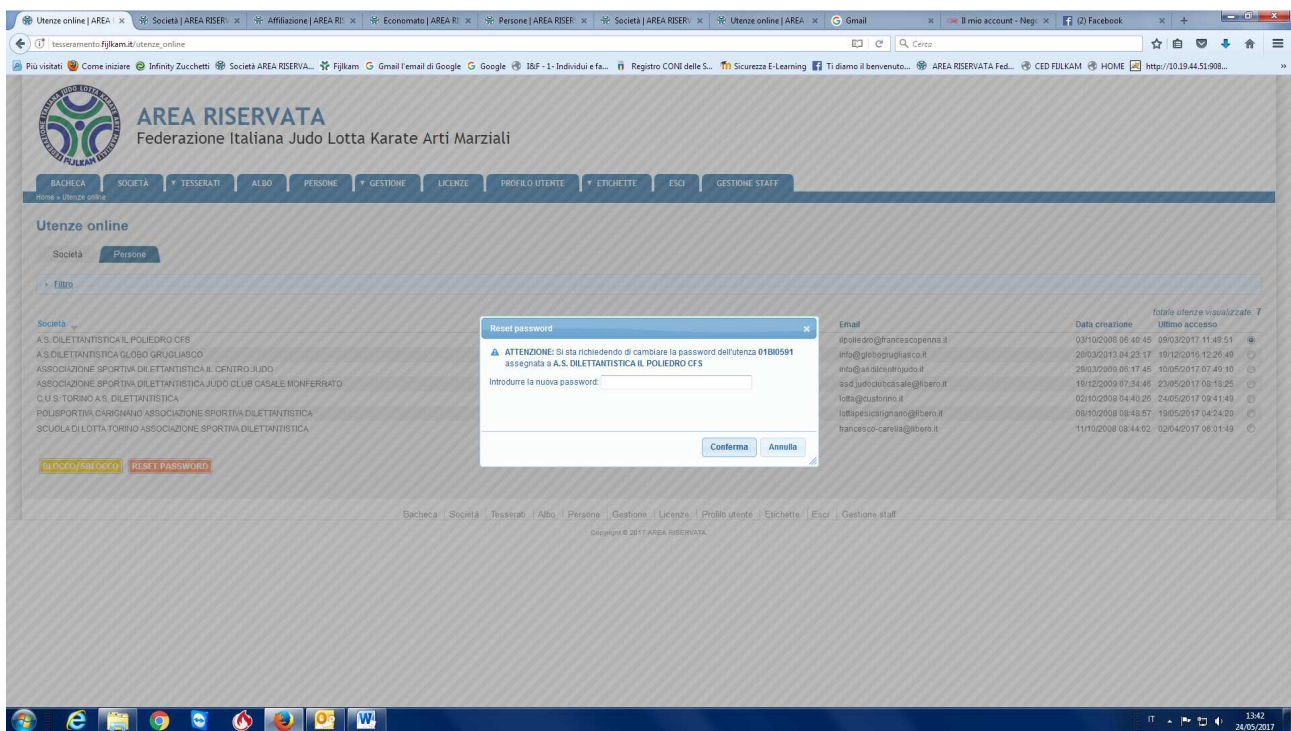 Utenze online | AREA
Società | AREA RISERV
Affiliazione | AREA RIS
Economato | AREA RI
Persone | AREA RISER
Società | AREA RISERV
Utenze online | AREA
Gmail
Il mio account - Nego
(2) Facebook
tesseramento.fijlkam.it/utenze_online
Cerca
Più visitati Come iniziare Infinity Zucchetti Società AREA RISERVA... Fijlkam Gmail l'email di Google Google I&F - 1- Individui e fa... Registro CONI delle S... Sicurezza E-Learning Ti diamo il benvenuto... AREA RISERVATA Fed... CED FIJLKAM HOME http://10.19.44.51:908...
AREA RISERVATA
Federazione Italiana Judo Lotta Karate Arti Marziali
BACHECA SOCIETÀ TESSERATI ALBO PERSONE GESTIONE LICENZE PROFILO UTENTE ETICHETTE ESCI GESTIONE STAFF
Home » Utenze online
Utenze online
Società Persone
Filtro
totale utenze visualizzate: 7
Società Email Data creazione Ultimo accesso
A.S. DILETTANTISTICA IL POLIEDRO CFS ilpoliedro@francescopenna.it 03/10/2008 06:40:45 09/03/2017 11:49:51
A.S.DILETTANTISTICA GLOBO GRUGLIASCO info@globogrugliasco.it 20/03/2013 04:23:17 19/12/2016 12:26:49
ASSOCIAZIONE SPORTIVA DILETTANTISTICA IL CENTRO JUDO info@asdilcentrojudo.it 29/03/2009 06:17:45 10/05/2017 07:49:10
ASSOCIAZIONE SPORTIVA DILETTANTISTICA JUDO CLUB CASALE MONFERRATO asd.judoclubcasale@libero.it 19/12/2009 07:34:46 23/05/2017 08:18:25
C.U.S. TORINO A.S. DILETTANTISTICA lotta@custorino.it 02/10/2008 04:40:26 24/05/2017 09:41:49
POLISPORTIVA CARIGNANO ASSOCIAZIONE SPORTIVA DILETTANTISTICA lottapesicarignano@libero.it 08/10/2008 08:48:57 19/05/2017 04:24:20
SCUOLA DI LOTTA TORINO ASSOCIAZIONE SPORTIVA DILETTANTISTICA francesco-carella@libero.it 11/10/2008 08:44:02 02/04/2017 06:01:49
Reset password
ATTENZIONE: Si sta richiedendo di cambiare la password dell'utenza 01BI0591
assegnata a A.S. DILETTANTISTICA IL POLIEDRO CFS
Introdurre la nuova password:
Conferma Annulla
BLOCCO/SBLOCCO RESET PASSWORD
Bacheca | Società | Tesserati | Albo | Persone | Gestione | Licenze | Profilo utente | Etichette | Esci | Gestione staff
Copyright © 2017 AREA RISERVATA.
IT
13:42
24/05/2017